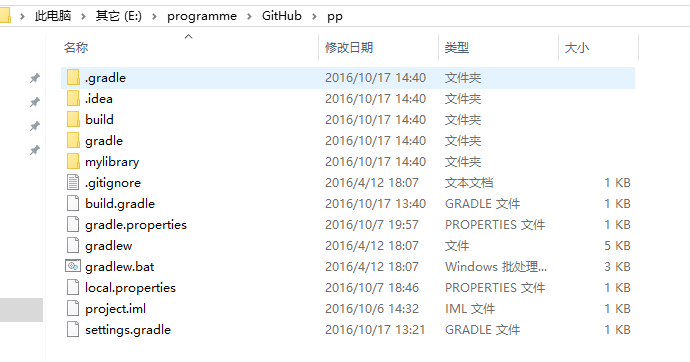 此电脑 > 其它 (E:) > programme > GitHub > pp
名称 修改日期 类型 大小
.gradle 2016/10/17 14:40 文件夹
.idea 2016/10/17 14:40 文件夹
build 2016/10/17 14:40 文件夹
gradle 2016/10/17 14:40 文件夹
mylibrary 2016/10/17 14:40 文件夹
.gitignore 2016/4/12 18:07 文本文档 1 KB
build.gradle 2016/10/17 13:40 GRADLE 文件 1 KB
gradle.properties 2016/10/7 19:57 PROPERTIES 文件 1 KB
gradlew 2016/4/12 18:07 文件 5 KB
gradlew.bat 2016/4/12 18:07 Windows 批处理... 3 KB
local.properties 2016/10/7 18:46 PROPERTIES 文件 1 KB
project.iml 2016/10/6 14:32 IML 文件 1 KB
settings.gradle 2016/10/17 13:21 GRADLE 文件 1 KB